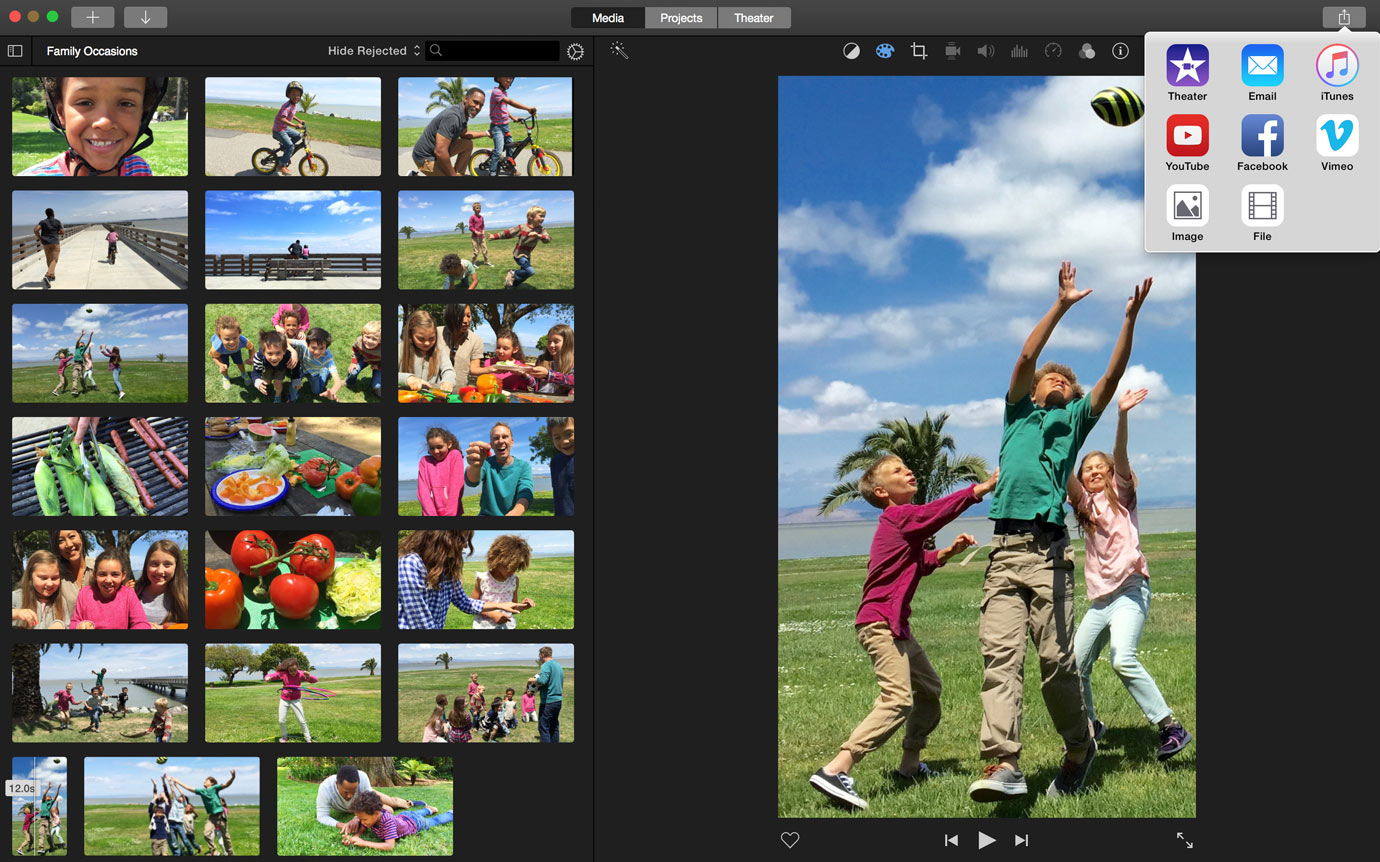 Media Projects Theater
Family Occasions Hide Rejected
Theater Email iTunes
YouTube Facebook Vimeo
Image File
12.0s